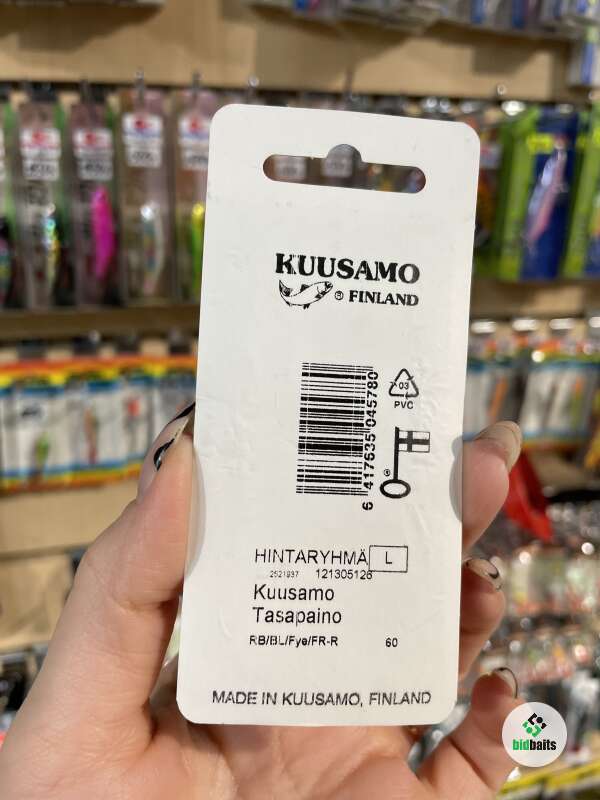 KUUSAMO
® FINLAND
6 417635 045780
03
PVC
®
HINTARYHMÄ L
2521937 121305126
Kuusamo
Tasapaino
RB/BL/Fye/FR-R 60
MADE IN KUUSAMO, FINLAND
bidbaits